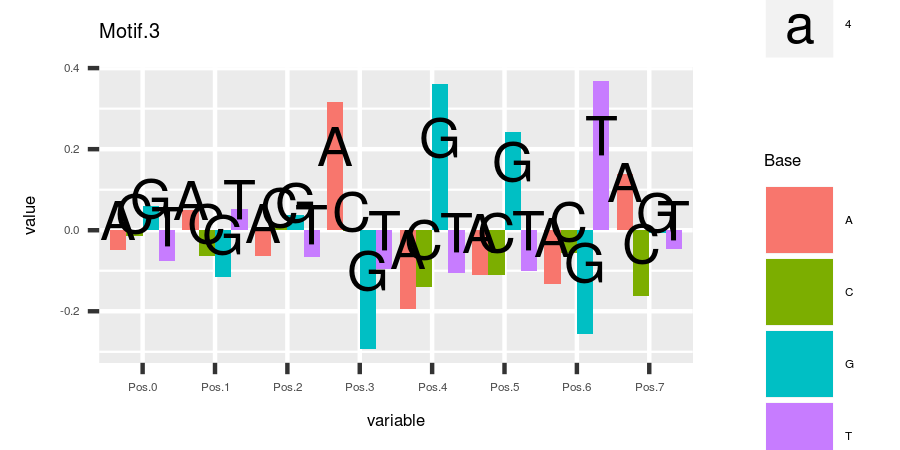 Motif.3
a 4
0.4
0.2
0.0
-0.2
value
A C G T A C G T A C G T A C G T A C G T A C G T A C G T A C G T
Pos.0 Pos.1 Pos.2 Pos.3 Pos.4 Pos.5 Pos.6 Pos.7
variable
Base
A
C
G
T